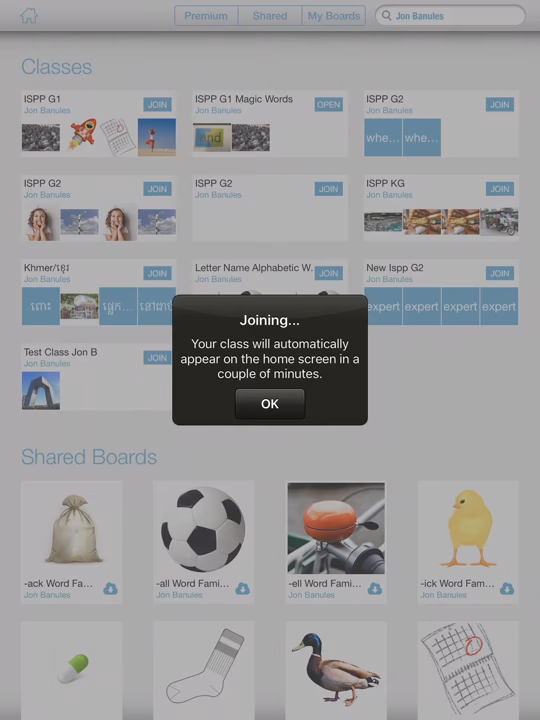 Premium
Shared
My Boards
Jon Banules
Classes
ISPP G1
Jon Banules
JOIN
ISPP G1 Magic Words
Jon Banules
OPEN
and
ISPP G2
Jon Banules
JOIN
whe...
whe...
ISPP G2
Jon Banules
JOIN
ISPP G2
Jon Banules
JOIN
ISPP KG
Jon Banules
JOIN
Khmer/ខ្មែរ
Jon Banules
JOIN
ពោះ
ផ្លេក...
Letter Name Alphabetic W.
Jon Banules
JOIN
New Ispp G2
Jon Banules
JOIN
expert
expert
expert
expert
Test Class Jon B
Jon Banules
JOIN
Joining...
Your class will automatically
appear on the home screen in a
couple of minutes.
OK
Shared Boards
-ack Word Fa...
Jon Banules
-all Word Fami...
Jon Banules
-ell Word Fami...
Jon Banules
-ick Word Fam...
Jon Banules